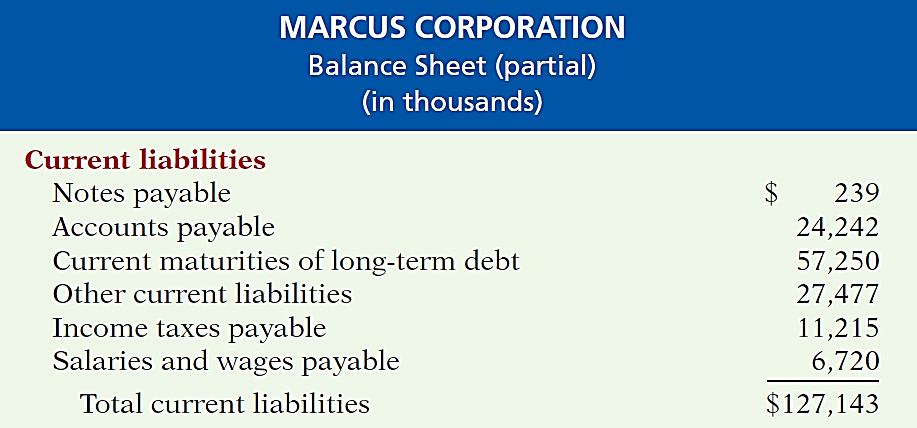 MARCUS CORPORATION
Balance Sheet (partial)
(in thousands)
Current liabilities
Notes payable $ 239
Accounts payable 24,242
Current maturities of long-term debt 57,250
Other current liabilities 27,477
Income taxes payable 11,215
Salaries and wages payable 6,720
Total current liabilities $127,143